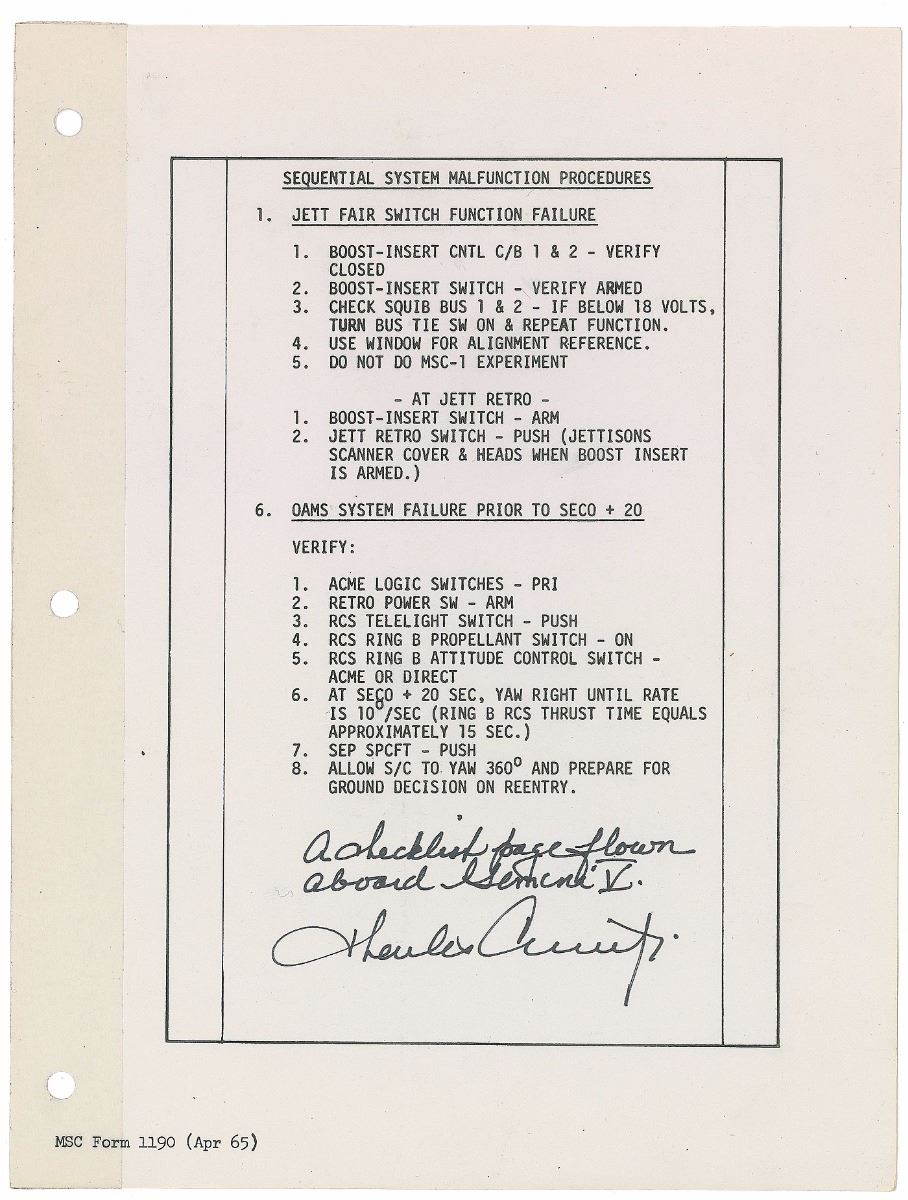 SEQUENTIAL SYSTEM MALFUNCTION PROCEDURES
1. JETT FAIR SWITCH FUNCTION FAILURE
1. BOOST-INSERT CNTL C/B 1 & 2 - VERIFY
CLOSED
2. BOOST-INSERT SWITCH - VERIFY ARMED
3. CHECK SQUIB BUS 1 & 2 - IF BELOW 18 VOLTS,
TURN BUS TIE SW ON & REPEAT FUNCTION.
4. USE WINDOW FOR ALIGNMENT REFERENCE.
5. DO NOT DO MSC-1 EXPERIMENT
- AT JETT RETRO -
1. BOOST-INSERT SWITCH - ARM
2. JETT RETRO SWITCH - PUSH (JETTISONS
SCANNER COVER & HEADS WHEN BOOST INSERT
IS ARMED.)
6. OAMS SYSTEM FAILURE PRIOR TO SECO + 20
VERIFY:
1. ACME LOGIC SWITCHES - PRI
2. RETRO POWER SW - ARM
3. RCS TELELIGHT SWITCH - PUSH
4. RCS RING B PROPELLANT SWITCH - ON
5. RCS RING B ATTITUDE CONTROL SWITCH -
ACME OR DIRECT
6. AT SECO + 20 SEC, YAW RIGHT UNTIL RATE
IS 10°/SEC (RING B RCS THRUST TIME EQUALS
APPROXIMATELY 15 SEC.)
7. SEP SPCFT - PUSH
8. ALLOW S/C TO YAW 360° AND PREPARE FOR
GROUND DECISION ON REENTRY.
A checklist page flown
aboard Gemini V.
Charles Conrad Jr.
MSC Form 1190 (Apr 65)